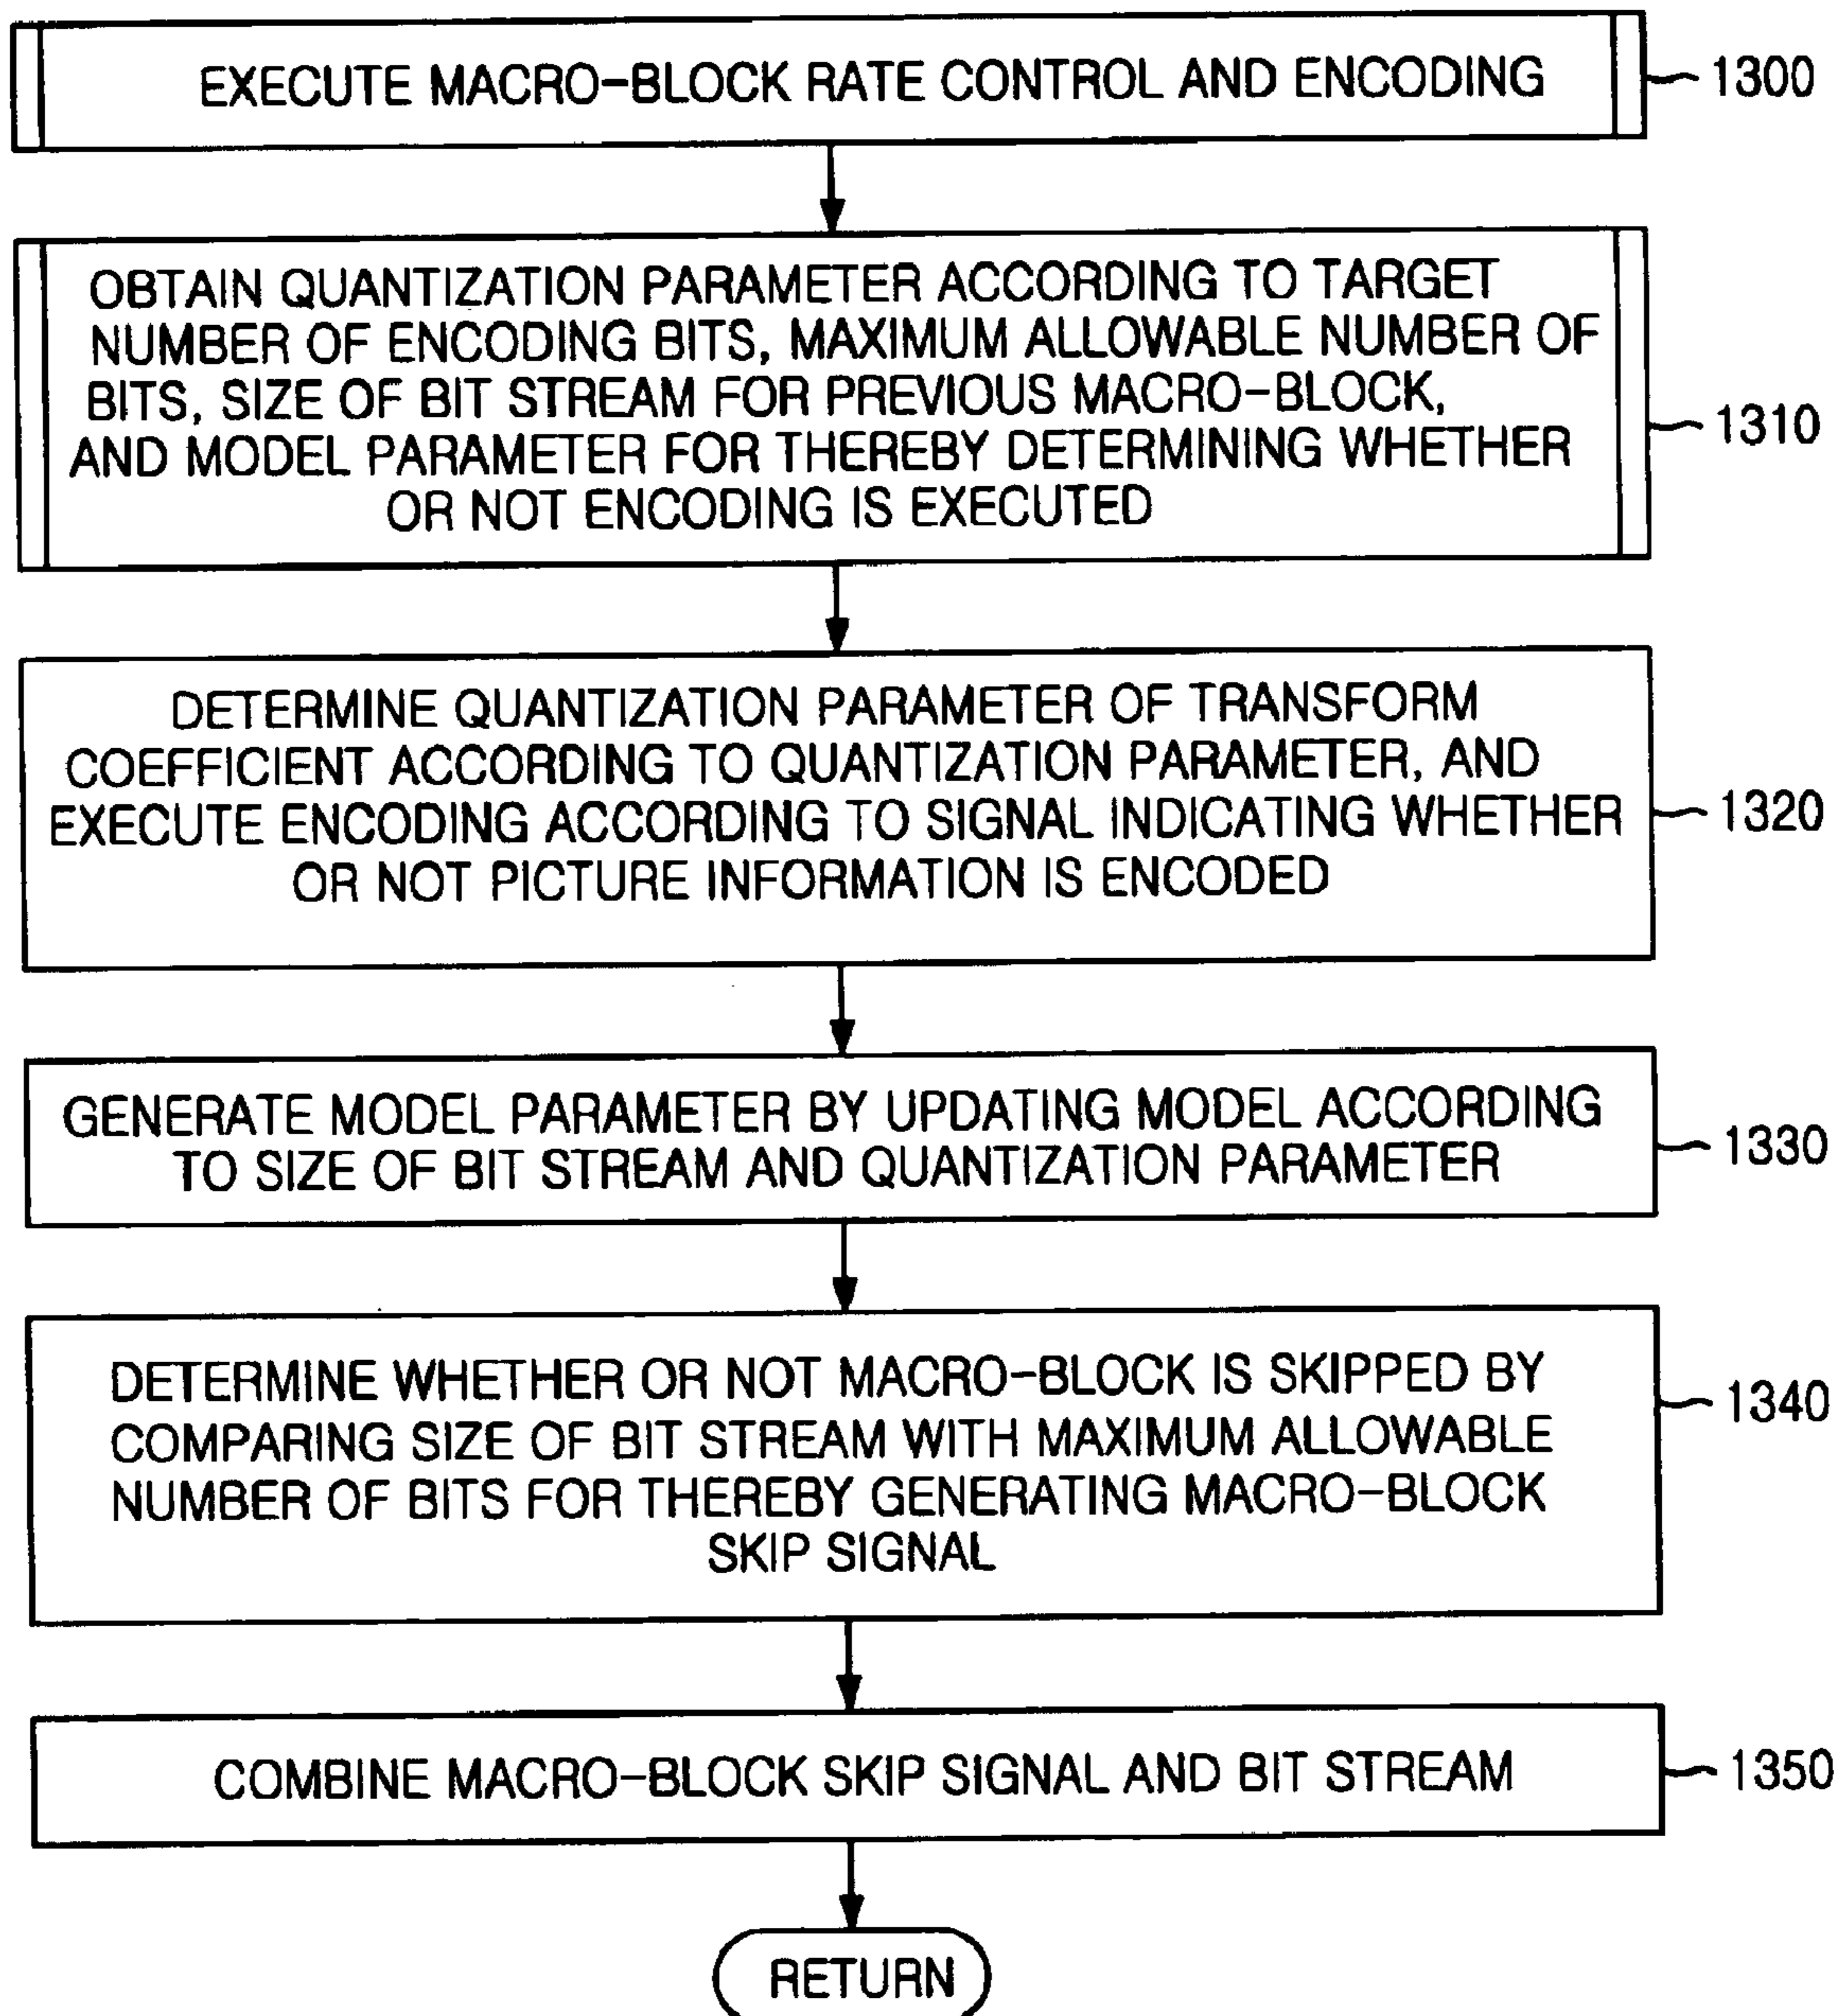 EXECUTE MACRO-BLOCK RATE CONTROL AND ENCODING
1300
OBTAIN QUANTIZATION PARAMETER ACCORDING TO TARGET
NUMBER OF ENCODING BITS, MAXIMUM ALLOWABLE NUMBER OF
BITS, SIZE OF BIT STREAM FOR PREVIOUS MACRO-BLOCK,
AND MODEL PARAMETER FOR THEREBY DETERMINING WHETHER
OR NOT ENCODING IS EXECUTED
1310
DETERMINE QUANTIZATION PARAMETER OF TRANSFORM
COEFFICIENT ACCORDING TO QUANTIZATION PARAMETER, AND
EXECUTE ENCODING ACCORDING TO SIGNAL INDICATING WHETHER
OR NOT PICTURE INFORMATION IS ENCODED
1320
GENERATE MODEL PARAMETER BY UPDATING MODEL ACCORDING
TO SIZE OF BIT STREAM AND QUANTIZATION PARAMETER
1330
DETERMINE WHETHER OR NOT MACRO-BLOCK IS SKIPPED BY
COMPARING SIZE OF BIT STREAM WITH MAXIMUM ALLOWABLE
NUMBER OF BITS FOR THEREBY GENERATING MACRO-BLOCK
SKIP SIGNAL
1340
COMBINE MACRO-BLOCK SKIP SIGNAL AND BIT STREAM
1350
RETURN